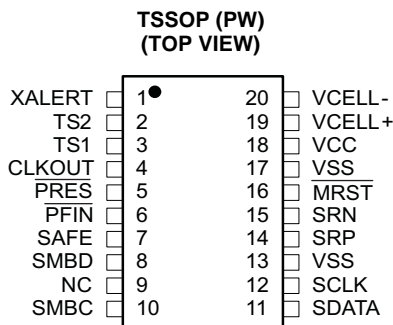 TSSOP (PW)
(TOP VIEW)
XALERT 1 20 VCELL-
TS2 2 19 VCELL+
TS1 3 18 VCC
CLKOUT 4 17 VSS
PRES 5 16 MRST
PFIN 6 15 SRN
SAFE 7 14 SRP
SMBD 8 13 VSS
NC 9 12 SCLK
SMBC 10 11 SDATA